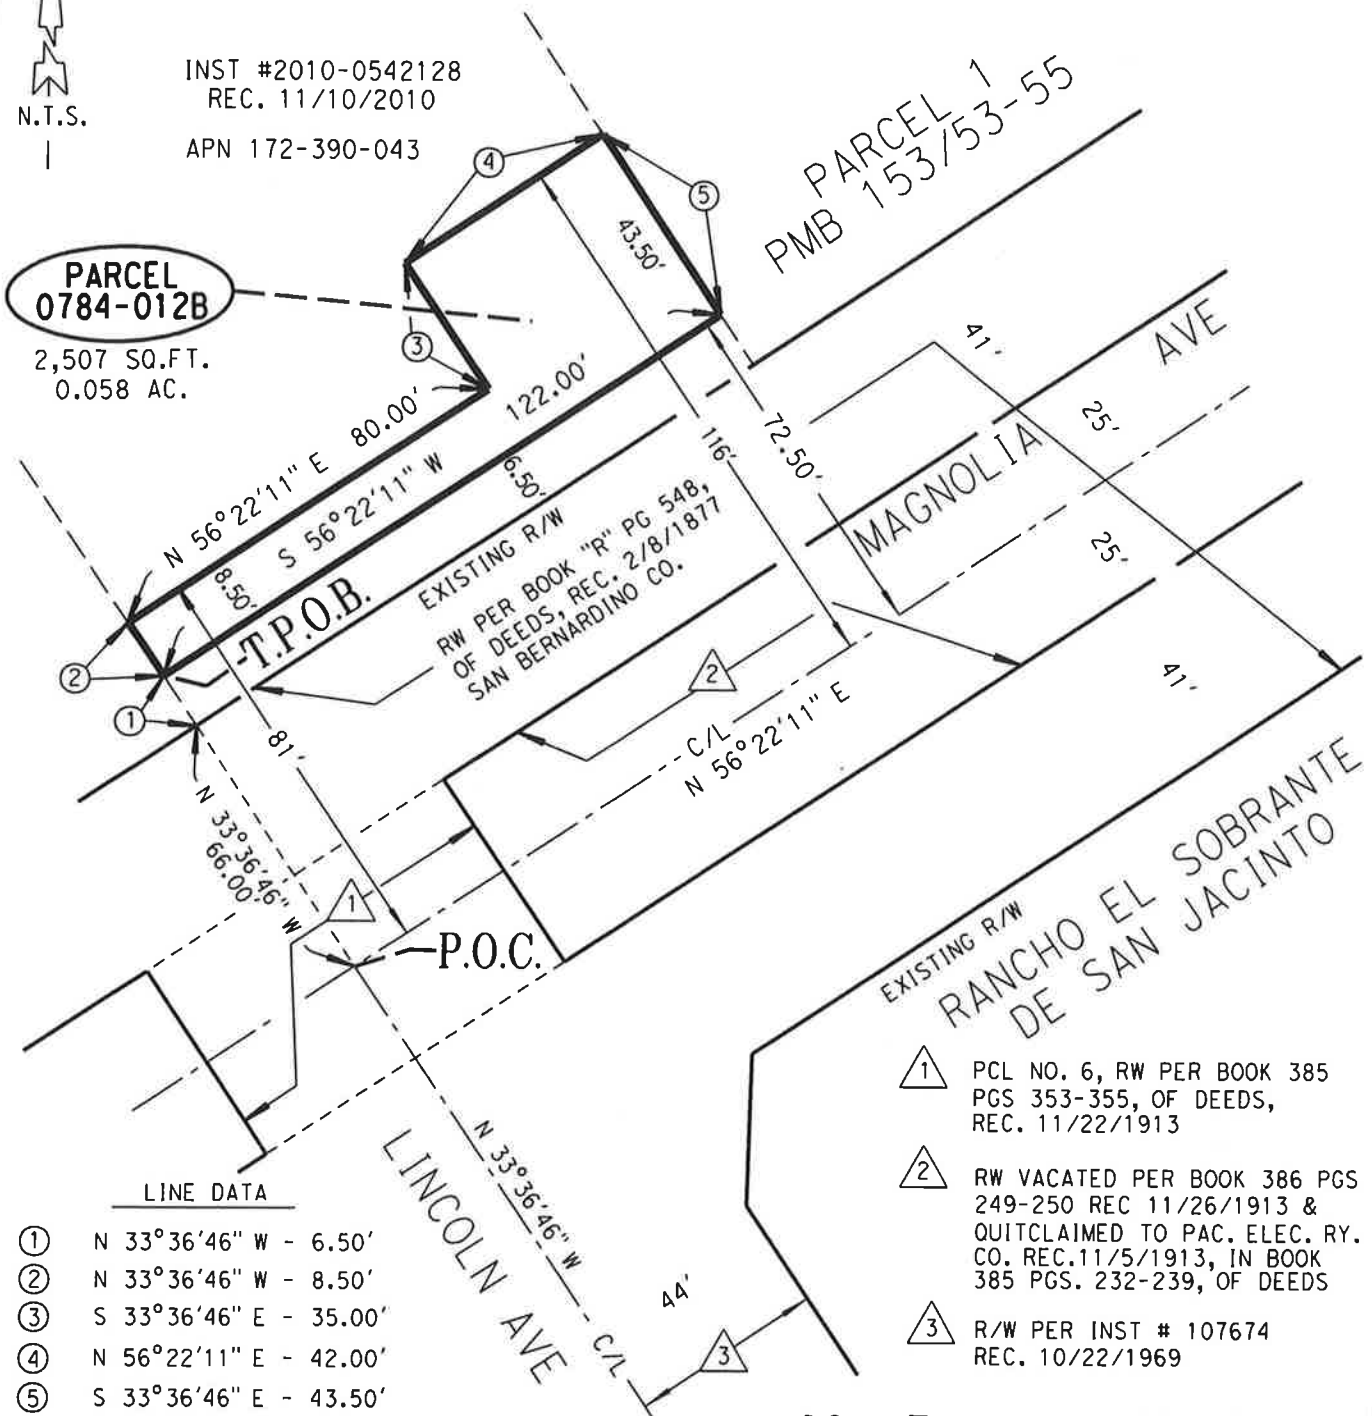 N.T.S.
INST #2010-0542128
REC. 11/10/2010
APN 172-390-043
PARCEL 1
PMB 153/53-55
PARCEL
0784-012B
2,507 SQ.FT.
0.058 AC.
4
5
3
43.50'
N 56°22'11" E 80.00'
S 56°22'11" W 122.00'
8.50'
6.50'
116'
72.50'
41'
25'
25'
41'
MAGNOLIA AVE
T.P.O.B.
EXISTING R/W
RW PER BOOK "R" PG 548,
OF DEEDS, REC. 2/8/1877
SAN BERNARDINO CO.
2
1
81'
2
C/L
N 56°22'11" E
N 33°36'46" W
66.00'
1
P.O.C.
EXISTING R/W
RANCHO EL SOBRANTE
DE SAN JACINTO
N 33°36'46" W
C/L
LINCOLN AVE
44'
3
1 PCL NO. 6, RW PER BOOK 385
PGS 353-355, OF DEEDS,
REC. 11/22/1913
2 RW VACATED PER BOOK 386 PGS
249-250 REC 11/26/1913 &
QUITCLAIMED TO PAC. ELEC. RY.
CO. REC.11/5/1913, IN BOOK
385 PGS. 232-239, OF DEEDS
3 R/W PER INST # 107674
REC. 10/22/1969
LINE DATA
1 N 33°36'46" W - 6.50'
2 N 33°36'46" W - 8.50'
3 S 33°36'46" E - 35.00'
4 N 56°22'11" E - 42.00'
5 S 33°36'46" E - 43.50'